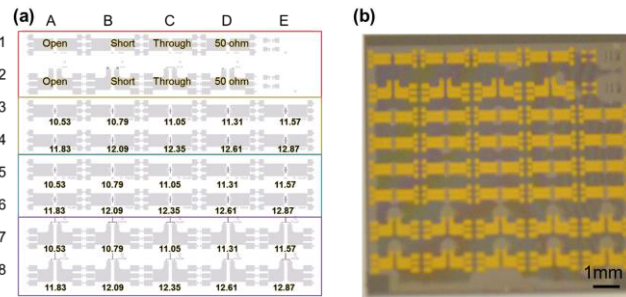 (a)
A B C D E
(b)
1 Open Short Through 50 ohm
2 Open Short Through 50 ohm
3 10.53 10.79 11.05 11.31 11.57
4 11.83 12.09 12.35 12.61 12.87
5 10.53 10.79 11.05 11.31 11.57
6 11.83 12.09 12.35 12.61 12.87
7 10.53 10.79 11.05 11.31 11.57
8 11.83 12.09 12.35 12.61 12.87
1mm